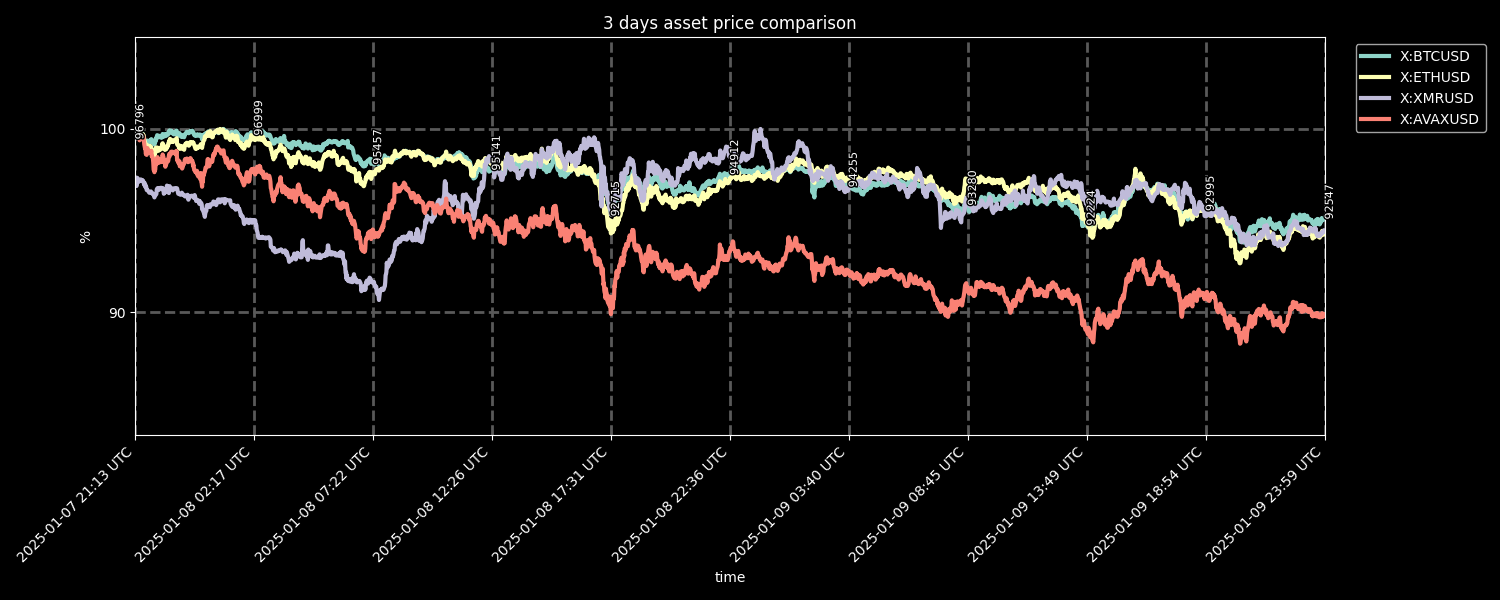 3 days asset price comparison
X:BTCUSD
X:ETHUSD
X:XMRUSD
X:AVAXUSD
100
90
%
96796
96999
95457
95141
92715
94912
94255
93280
92224
92995
92547
2025-01-07 21:13 UTC
2025-01-08 02:17 UTC
2025-01-08 07:22 UTC
2025-01-08 12:26 UTC
2025-01-08 17:31 UTC
2025-01-08 22:36 UTC
2025-01-09 03:40 UTC
2025-01-09 08:45 UTC
2025-01-09 13:49 UTC
2025-01-09 18:54 UTC
2025-01-09 23:59 UTC
time